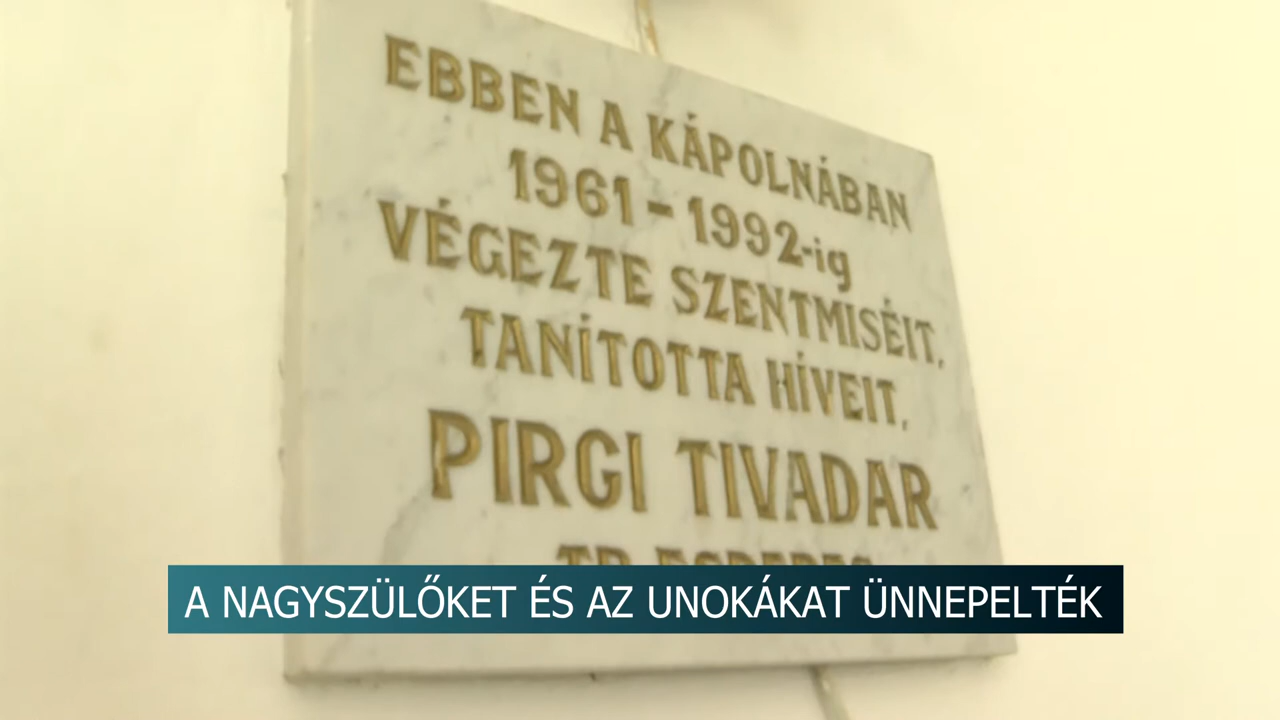 EBBEN A KÁPOLNÁBAN
1961-1992-ig
VÉGEZTE SZENTMISÉIT,
TANÍTOTTA HÍVEIT,
PIRGI TIVADAR
A NAGYSZÜLŐKET ÉS AZ UNOKÁKAT ÜNNEPELTÉK